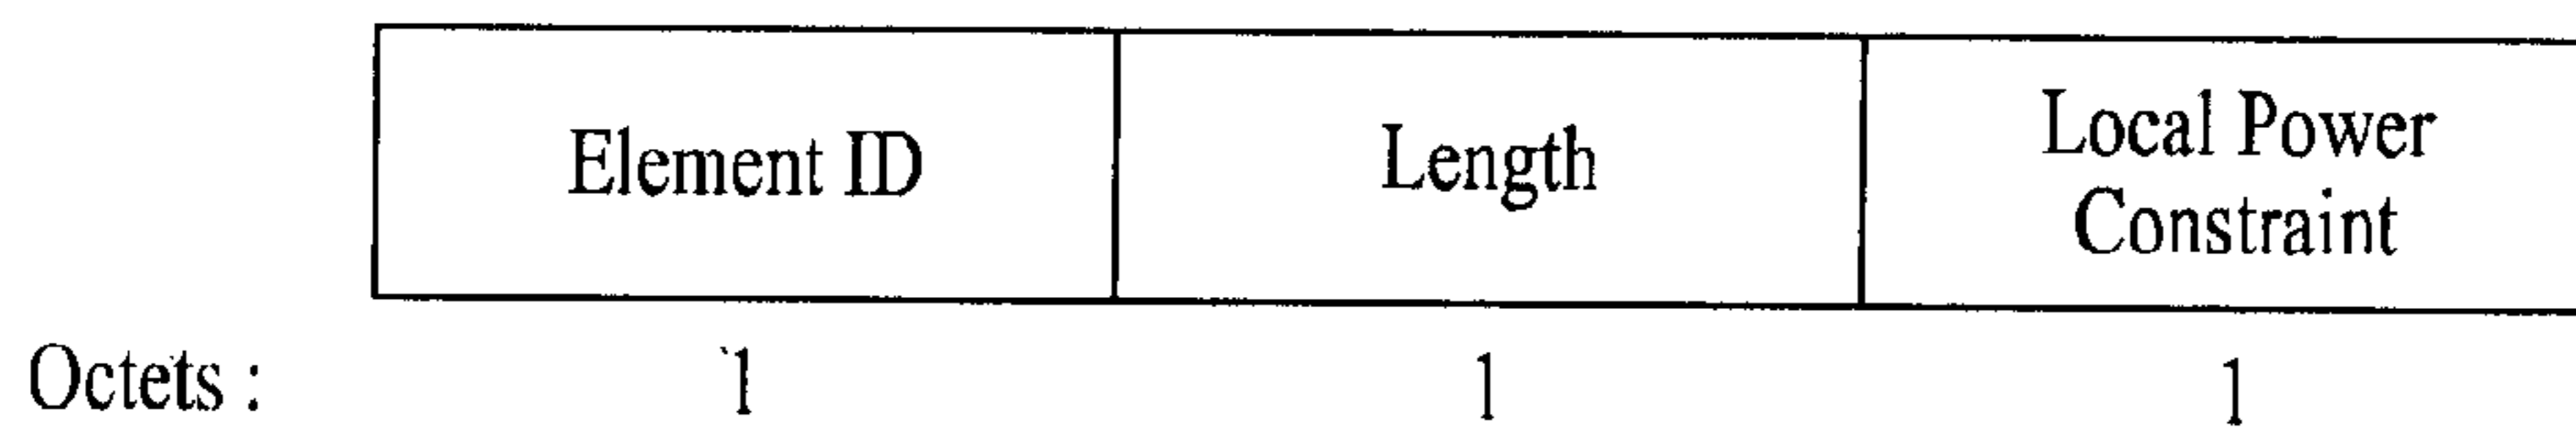 Element ID
Length
Local Power
Constraint
Octets : 1 1 1